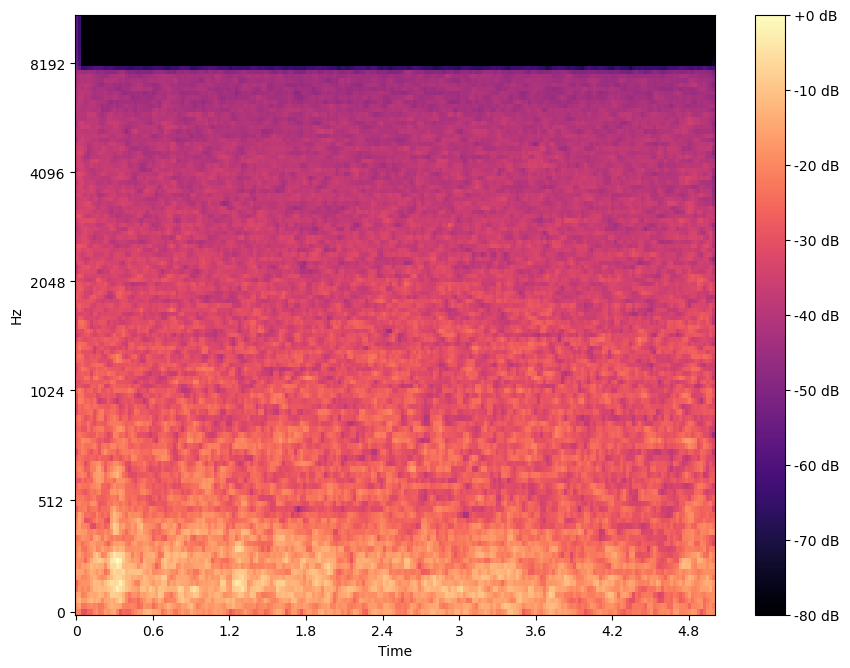 +0 dB
8192
-10 dB
-20 dB
4096
-30 dB
2048
Hz
-40 dB
1024
-50 dB
-60 dB
512
-70 dB
0
-80 dB
0 0.6 1.2 1.8 2.4 3 3.6 4.2 4.8
Time